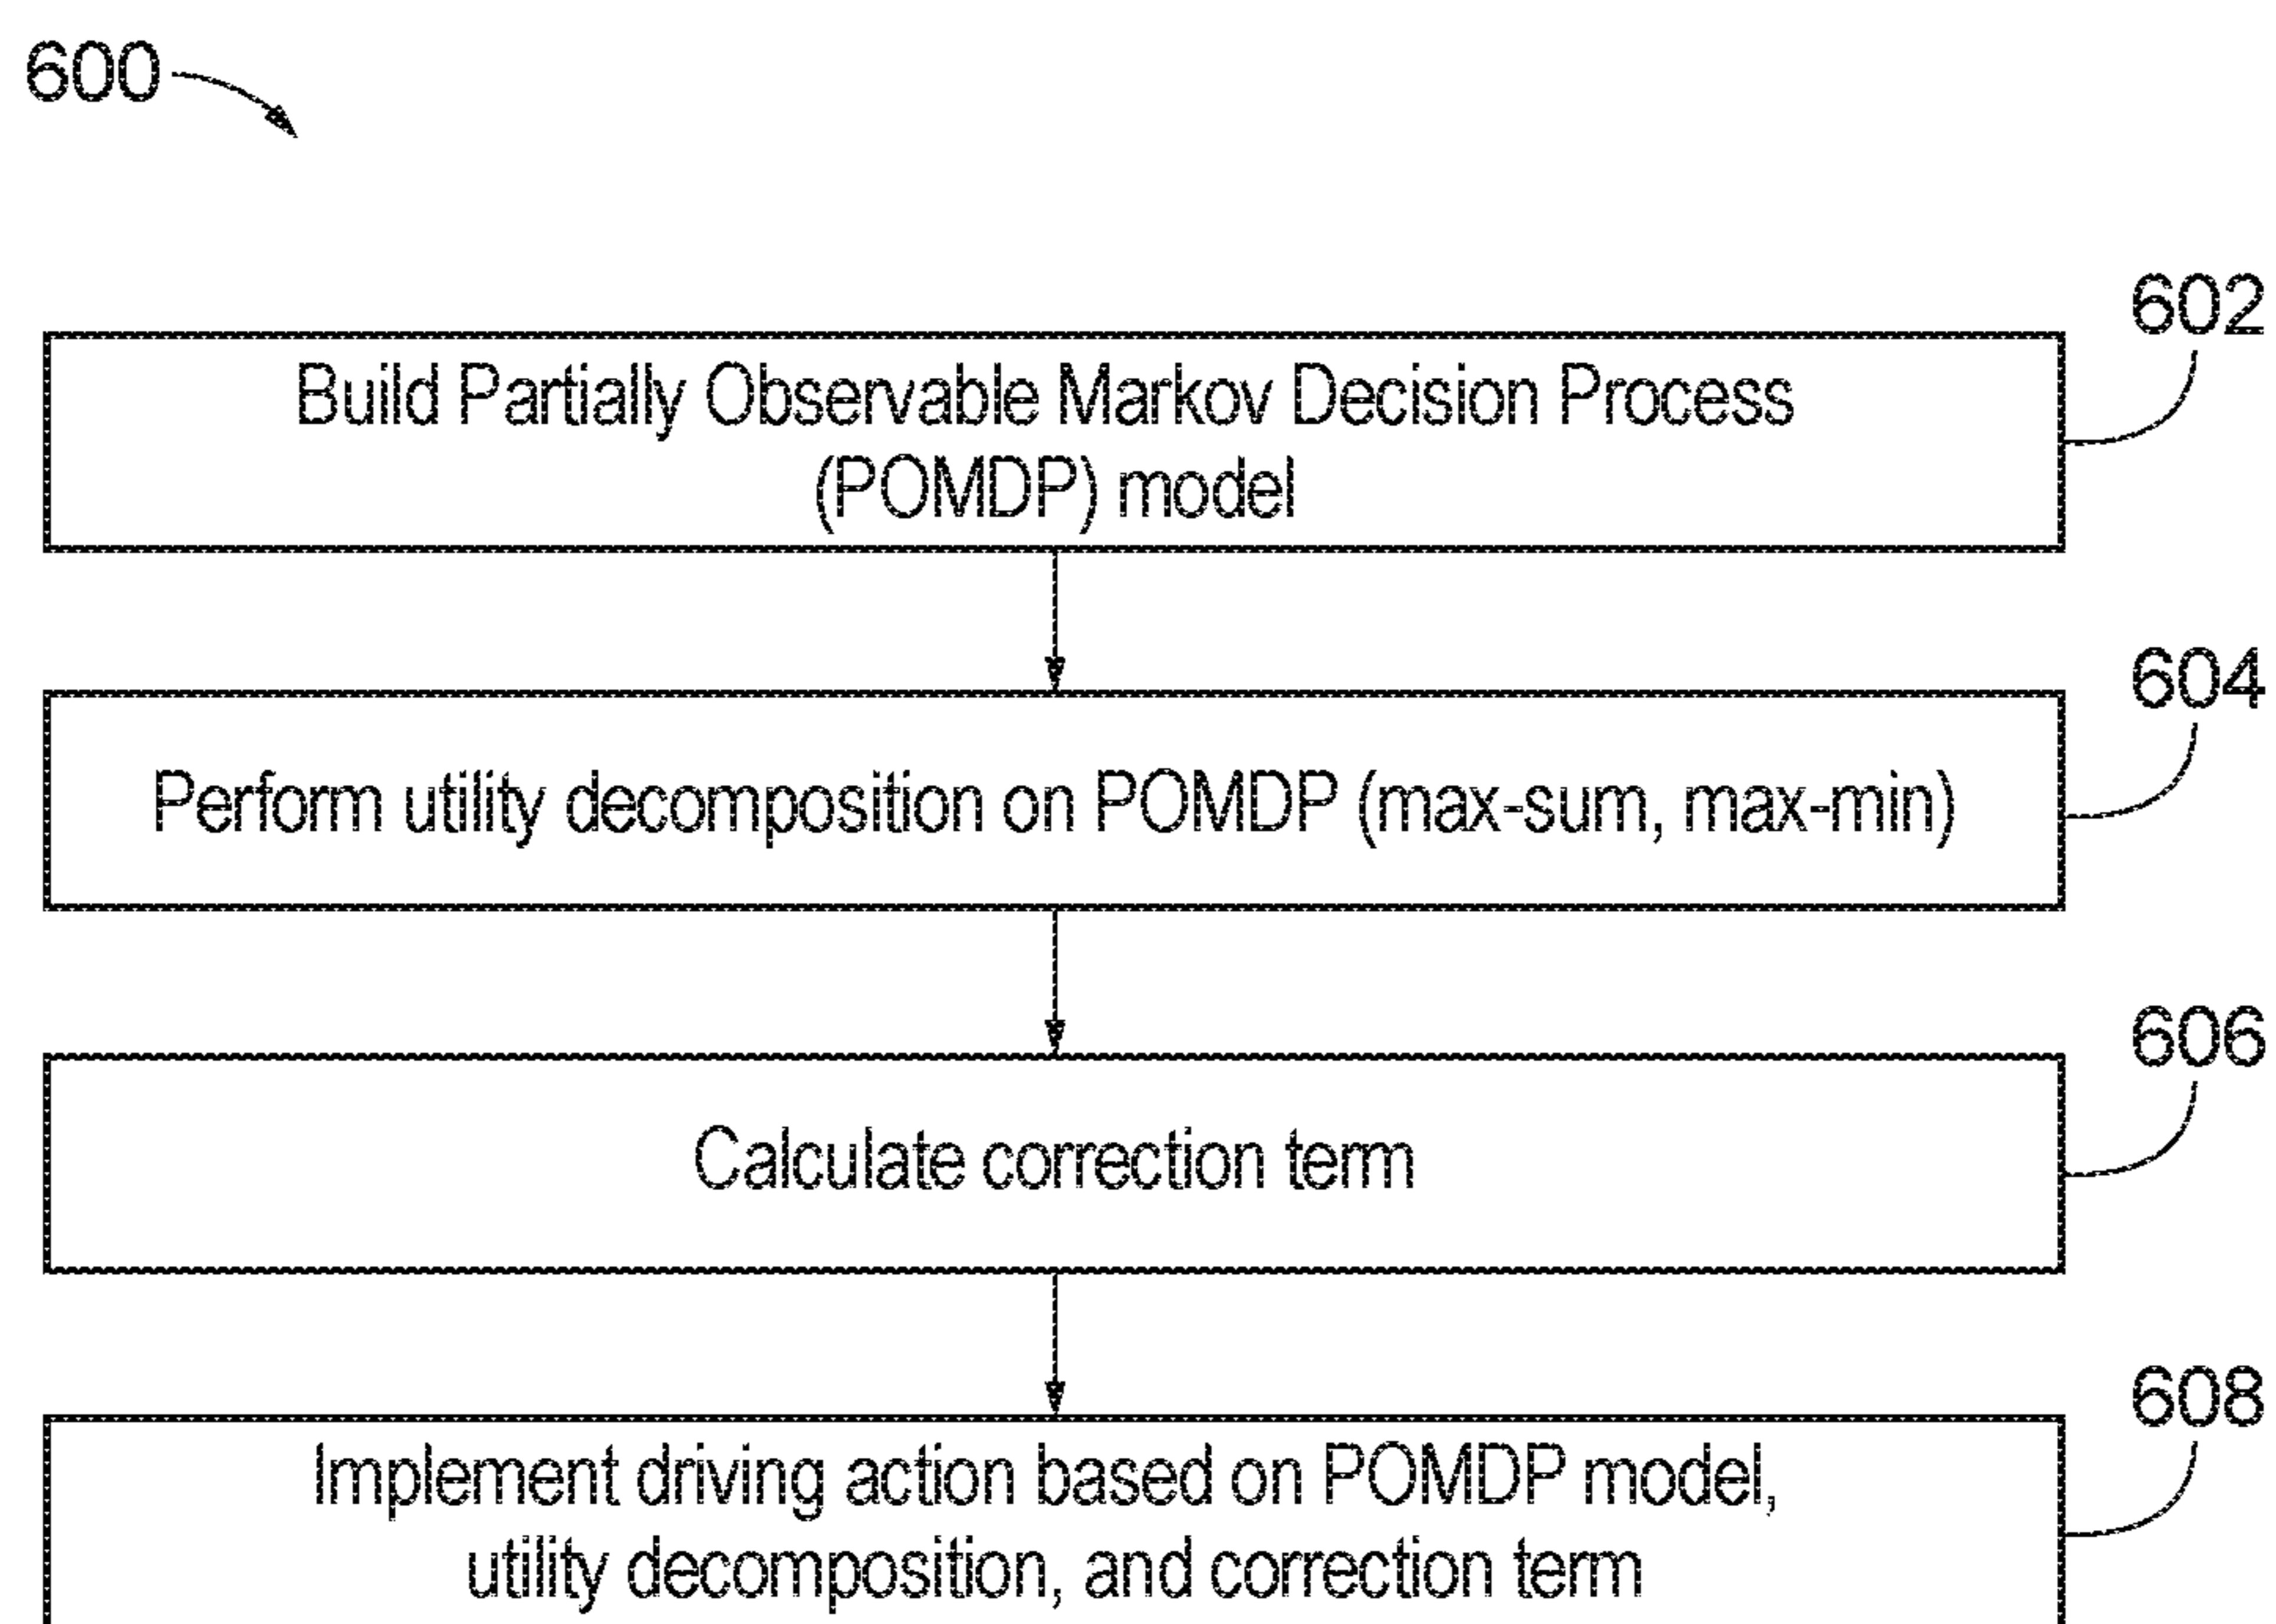 600
602
Build Partially Observable Markov Decision Process
(POMDP) model
604
Perform utility decomposition on POMDP (max-sum, max-min)
606
Calculate correction term
608
Implement driving action based on POMDP model,
utility decomposition, and correction term